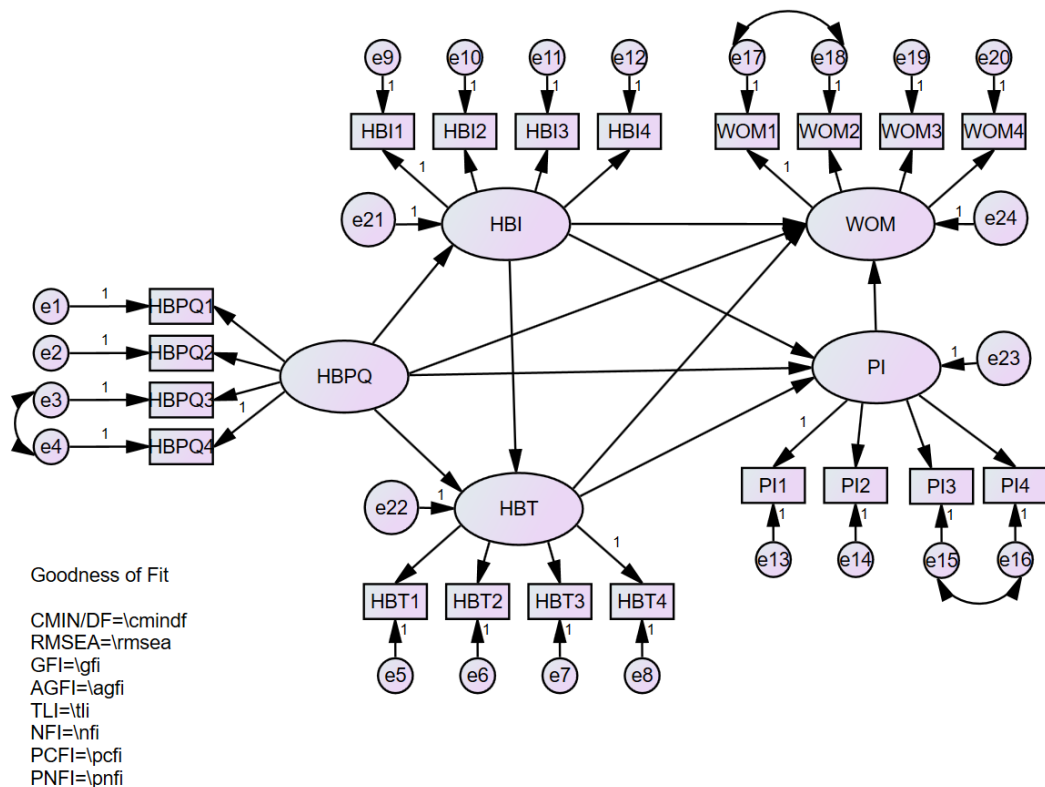 e9 e10 e11 e12 e17 e18 e19 e20
1 1 1 1 1 1 1 1
HBI1 HBI2 HBI3 HBI4 WOM1 WOM2 WOM3 WOM4
1 1
e21 1 HBI WOM 1 e24
e1 1 HBPQ1
e2 1 HBPQ2
e3 1 HBPQ3
e4 1 HBPQ4
1
HBPQ PI 1 e23
1
PI1 PI2 PI3 PI4
1 1 1 1
e13 e14 e15 e16
e22 1 HBT
1
HBT1 HBT2 HBT3 HBT4
1 1 1 1
e5 e6 e7 e8
Goodness of Fit
CMIN/DF=\cmindf
RMSEA=\rmsea
GFI=\gfi
AGFI=\agfi
TLI=\tli
NFI=\nfi
PCFI=\pcfi
PNFI=\pnfi